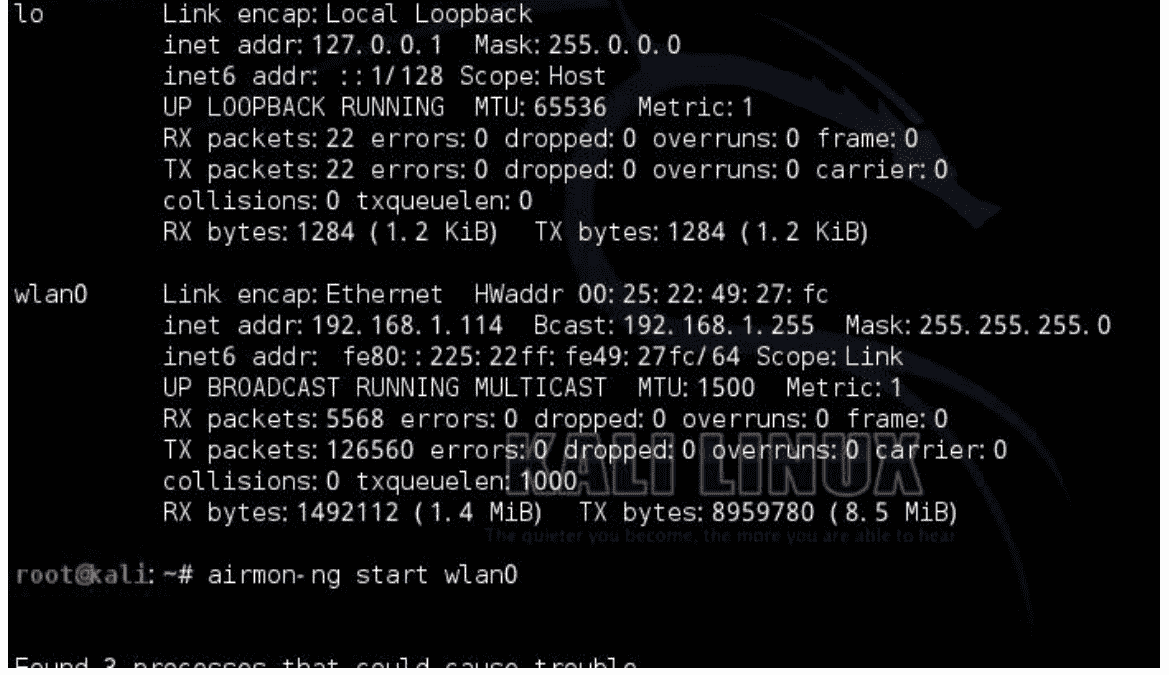 lo Link encap:Local Loopback
inet addr:127.0.0.1 Mask:255.0.0.0
inet6 addr: ::1/128 Scope:Host
UP LOOPBACK RUNNING MTU:65536 Metric:1
RX packets:22 errors:0 dropped:0 overruns:0 frame:0
TX packets:22 errors:0 dropped:0 overruns:0 carrier:0
collisions:0 txqueuelen:0
RX bytes:1284 (1.2 KiB) TX bytes:1284 (1.2 KiB)
wlan0 Link encap:Ethernet HWaddr 00:25:22:49:27:fc
inet addr:192.168.1.114 Bcast:192.168.1.255 Mask:255.255.255.0
inet6 addr: fe80::225:22ff:fe49:27fc/64 Scope:Link
UP BROADCAST RUNNING MULTICAST MTU:1500 Metric:1
RX packets:5568 errors:0 dropped:0 overruns:0 frame:0
TX packets:126560 errors:0 dropped:0 overruns:0 carrier:0
KALI LINUX
collisions:0 txqueuelen:1000
RX bytes:1492112 (1.4 MiB) TX bytes:8959780 (8.5 MiB)
The quieter you become, the more you are able to hear
root@kali:~# airmon-ng start wlan0
Found 3 processes that could cause trouble